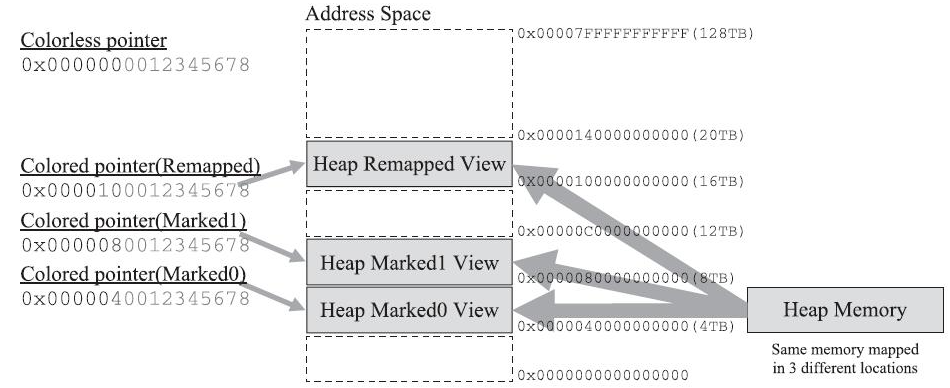 Address Space
Colorless pointer
0x0000000012345678
0x00007FFFFFFFFFFF(128TB)
0x0000140000000000(20TB)
Colored pointer(Remapped)
0x0000100012345678
Heap Remapped View
0x0000100000000000(16TB)
Colored pointer(Marked1)
0x0000080012345678
0x00000C0000000000(12TB)
Heap Marked1 View
0x0000080000000000(8TB)
Colored pointer(Marked0)
0x0000040012345678
Heap Marked0 View
0x0000040000000000(4TB)
Heap Memory
Same memory mapped
in 3 different locations
0x0000000000000000